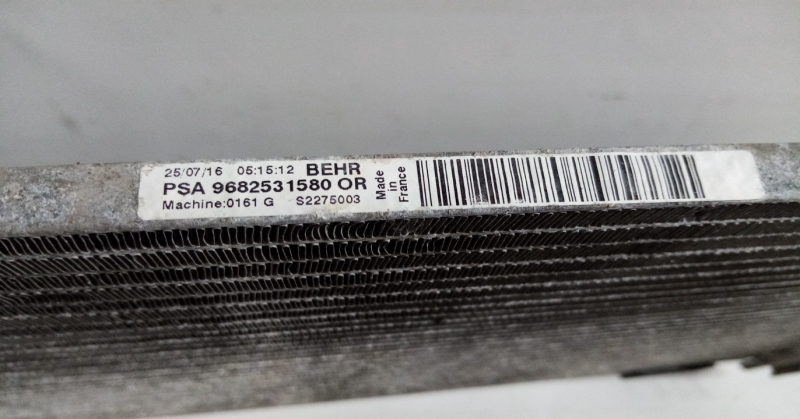 25/07/16 05:15:12 BEHR
PSA 9682531580 OR
Machine:0161 G S2275003
Made
in
France